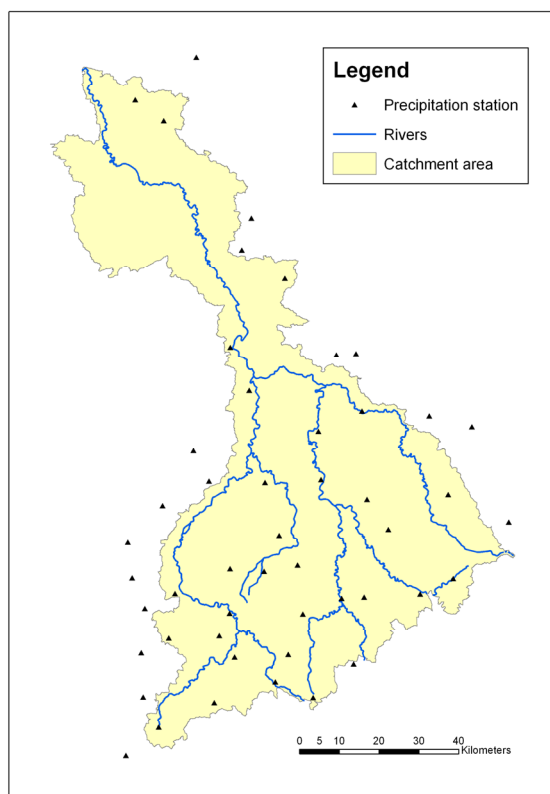 Legend
Precipitation station
Rivers
Catchment area
0 5 10 20 30 40
Kilometers